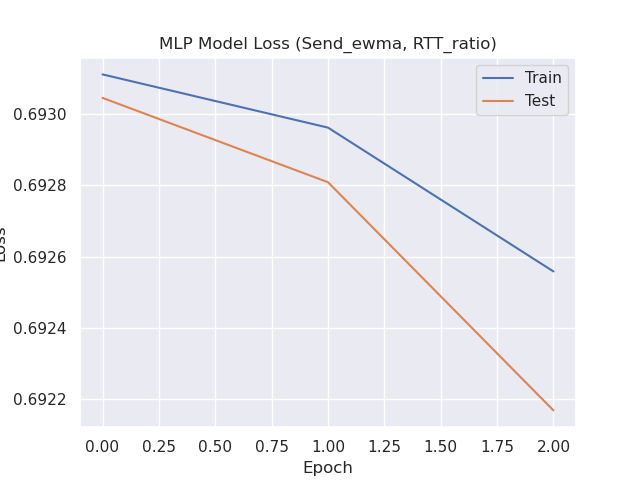 MLP Model Loss (Send_ewma, RTT_ratio)
Train
Test
0.6930
0.6928
0.6926
0.6924
0.6922
Loss
0.00 0.25 0.50 0.75 1.00 1.25 1.50 1.75 2.00
Epoch